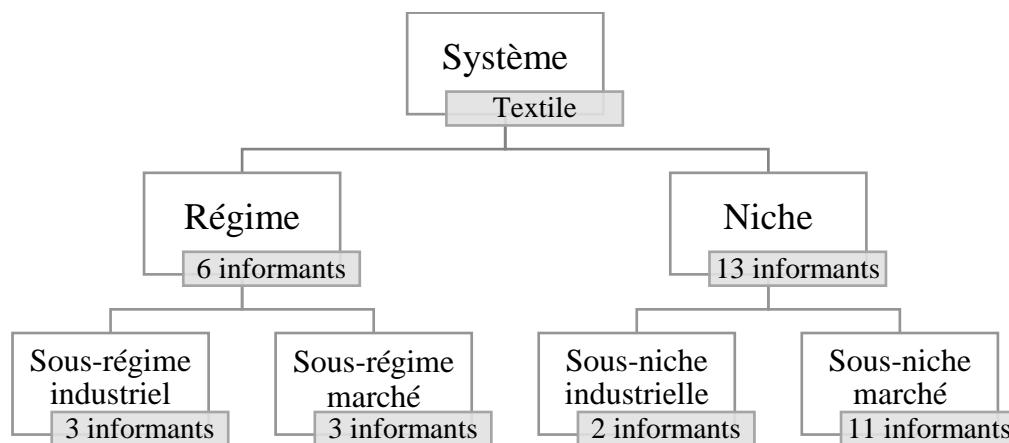 Système
Textile
Régime
6 informants
Niche
13 informants
Sous-régime
industriel
3 informants
Sous-régime
marché
3 informants
Sous-niche
industrielle
2 informants
Sous-niche
marché
11 informants